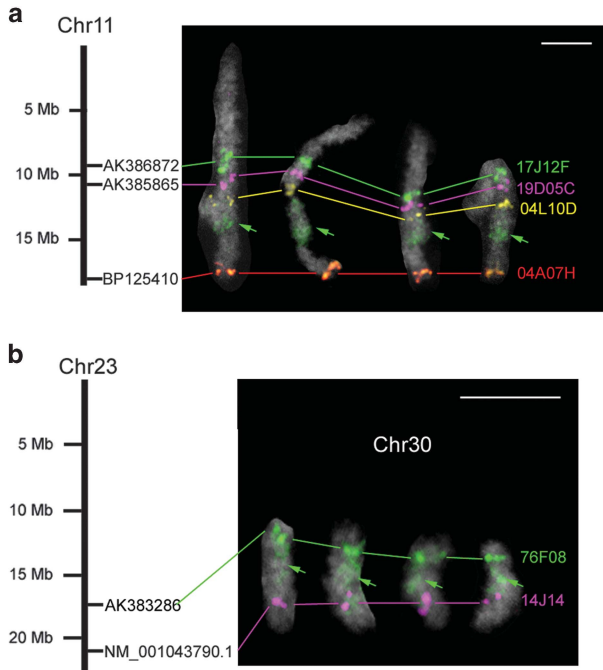 a
Chr11
5 Mb
AK386872
17J12F
10 Mb
19D05C
AK385865
04L10D
15 Mb
BP125410
04A07H
b
Chr23
5 Mb
Chr30
10 Mb
76F08
15 Mb
AK383286
14J14
20 Mb
NM_001043790.1